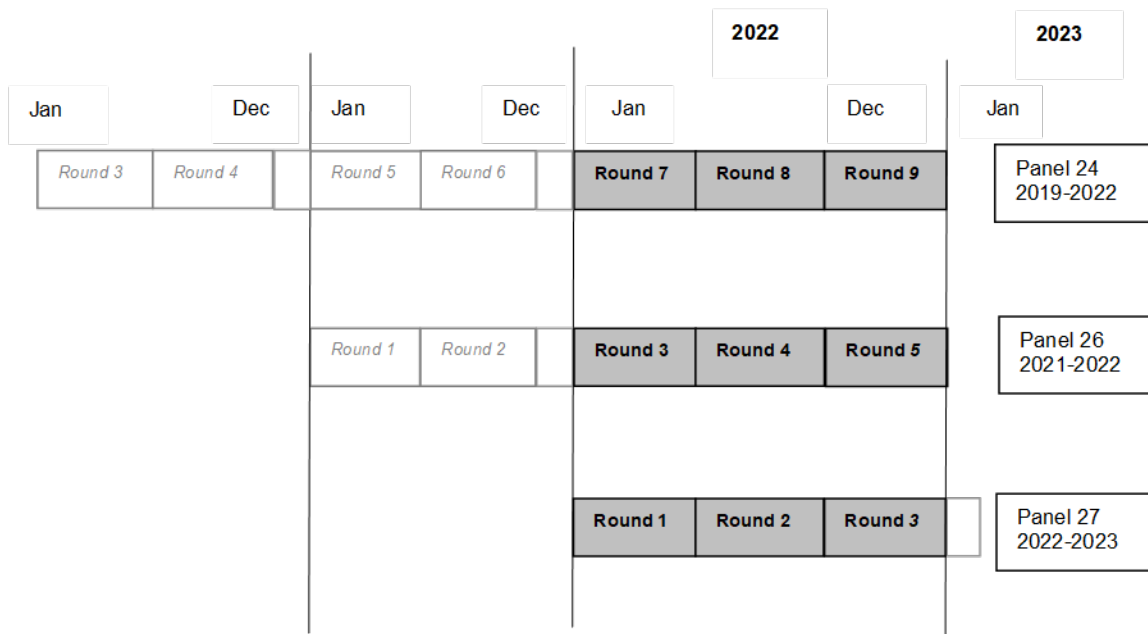 2022
2023
Jan
Dec
Jan
Dec
Jan
Dec
Jan
Round 3
Round 4
Round 5
Round 6
Round 7
Round 8
Round 9
Panel 24
2019-2022
Round 1
Round 2
Round 3
Round 4
Round 5
Panel 26
2021-2022
Round 1
Round 2
Round 3
Panel 27
2022-2023